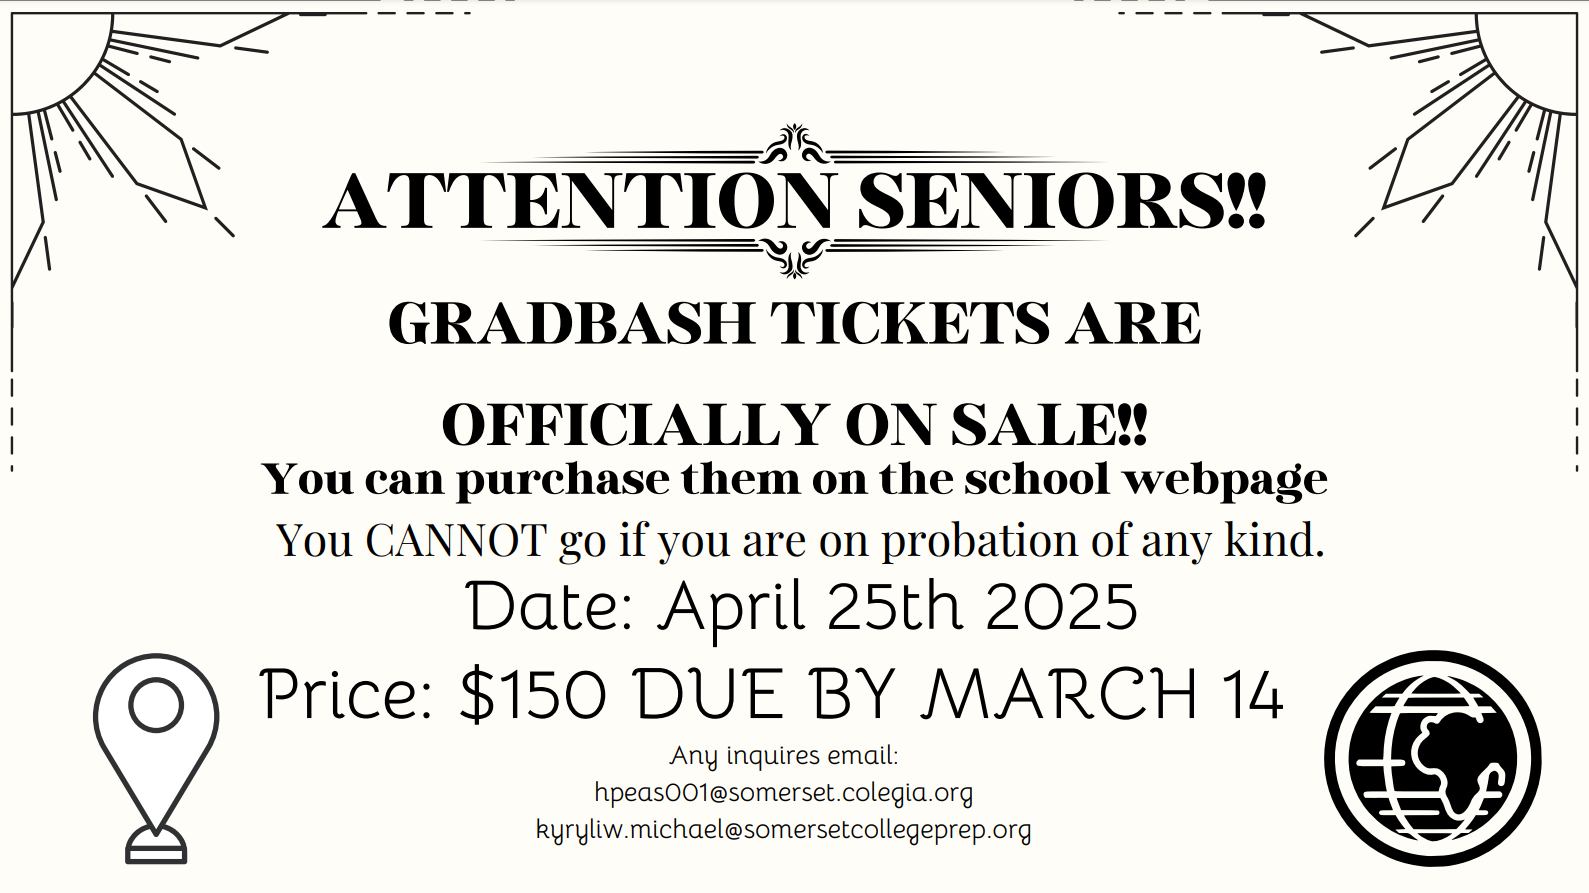 ATTENTION SENIORS!!
GRADBASH TICKETS ARE
OFFICIALLY ON SALE!!
You can purchase them on the school webpage
You CANNOT go if you are on probation of any kind.
Date: April 25th 2025
Price: $150 DUE BY MARCH 14
Any inquires email:
hpeas001@somerset.colegia.org
kyryliw.michael@somersetcollegeprep.org